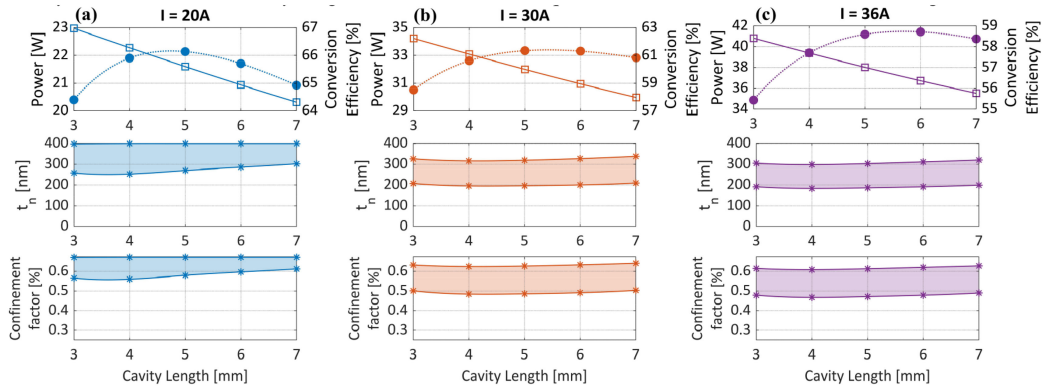 (a) I = 20A
Power [W]
23
22
21
20
67
66
65
64
Conversion
Efficiency [%]
3 4 5 6 7
t_n [nm]
400
300
200
100
0
3 4 5 6 7
Confinement
factor [%]
0.6
0.5
0.4
0.3
3 4 5 6 7
Cavity Length [mm]
(b) I = 30A
Power [W]
35
33
31
29
63
61
59
57
Conversion
Efficiency [%]
3 4 5 6 7
t_n [nm]
400
300
200
100
0
3 4 5 6 7
Confinement
factor [%]
0.6
0.5
0.4
0.3
3 4 5 6 7
Cavity Length [mm]
(c) I = 36A
Power [W]
42
40
38
36
34
59
58
57
56
55
Conversion
Efficiency [%]
3 4 5 6 7
t_n [nm]
400
300
200
100
0
3 4 5 6 7
Confinement
factor [%]
0.6
0.5
0.4
0.3
3 4 5 6 7
Cavity Length [mm]